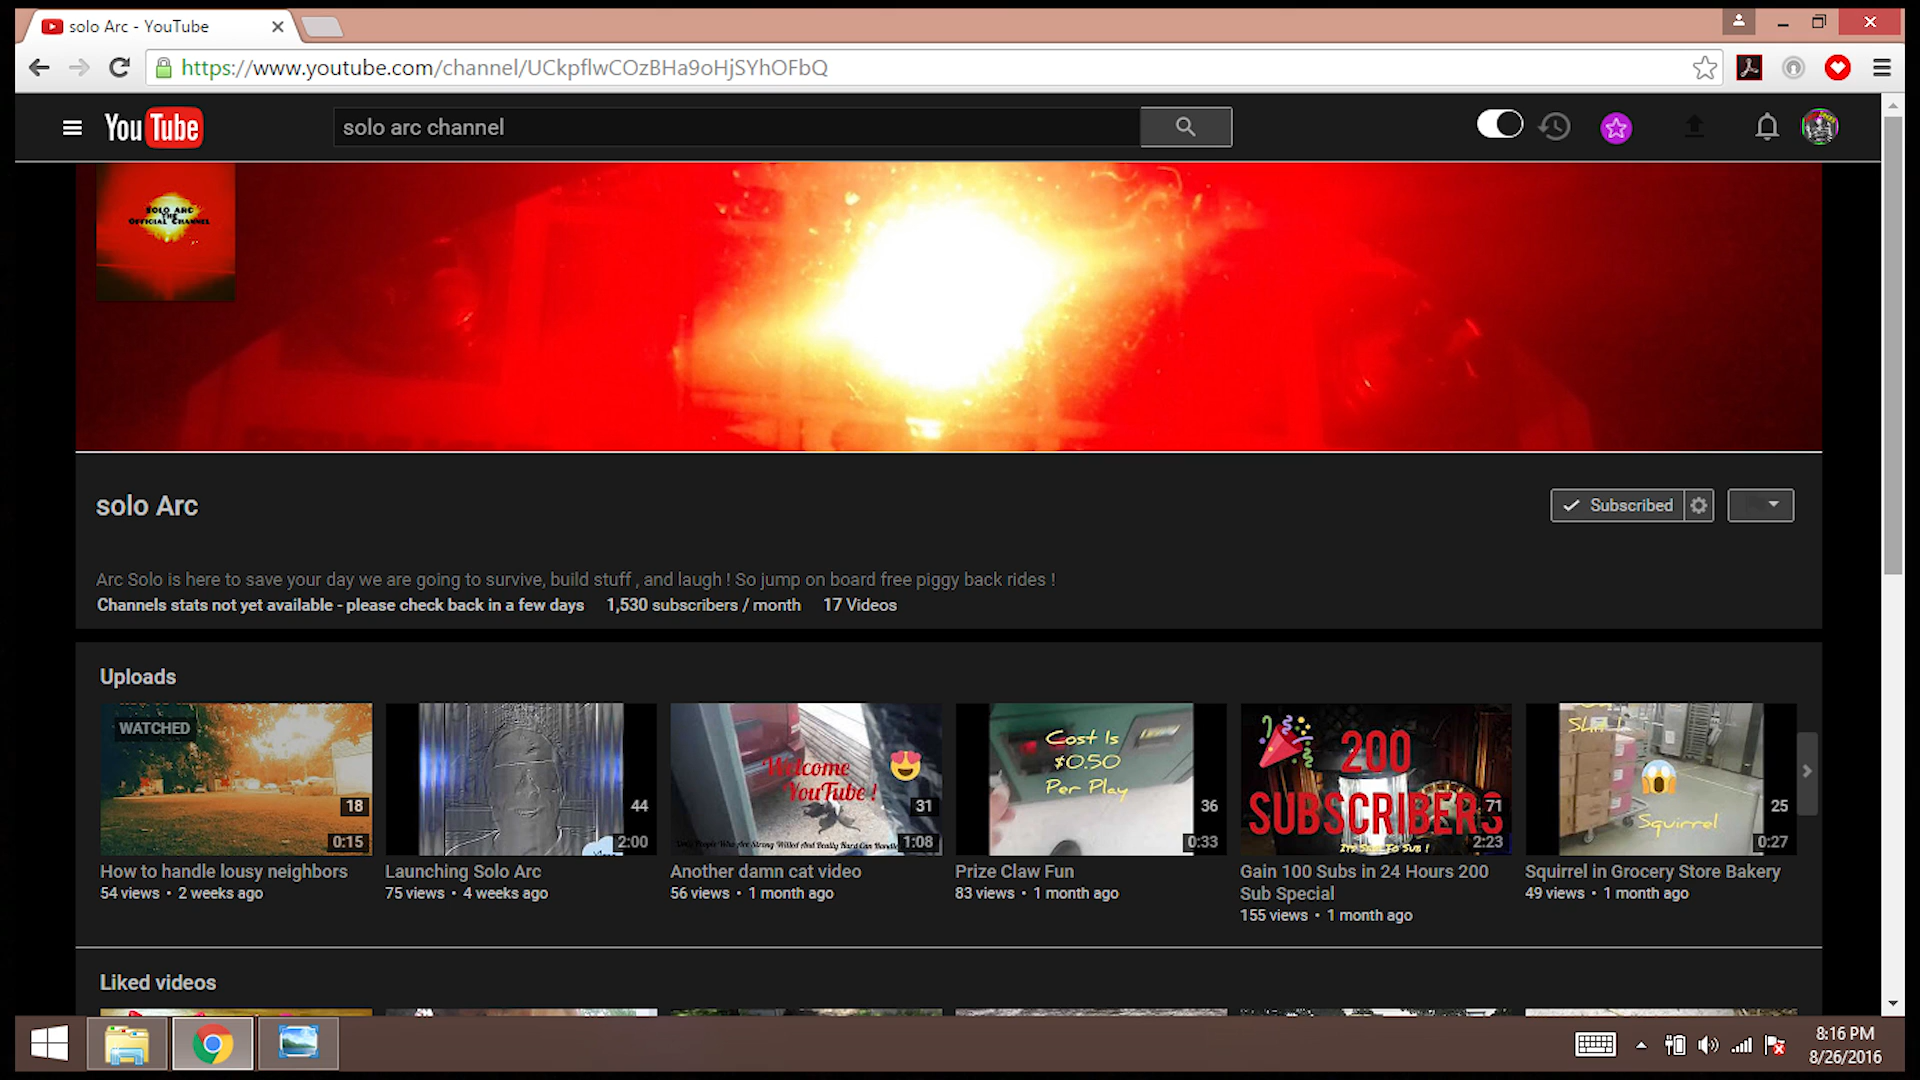 solo Arc - YouTube
https://www.youtube.com/channel/UCkpflwCOzBHa9oHjSYhOFbQ
YouTube
solo arc channel
SOLO ARC
THE
OFFICIAL CHANNEL
solo Arc
Subscribed
Arc Solo is here to save your day we are going to survive, build stuff , and laugh ! So jump on board free piggy back rides !
Channels stats not yet available - please check back in a few days 1,530 subscribers / month 17 Videos
Uploads
WATCHED
18
0:15
How to handle lousy neighbors
54 views • 2 weeks ago
44
2:00
Launching Solo Arc
75 views • 4 weeks ago
Welcome
YouTube !
31
1:08
Another damn cat video
56 views • 1 month ago
Cost Is
$0.50
Per Play
36
0:33
Prize Claw Fun
83 views • 1 month ago
200
SUBSCRIBERS
71
2:23
Gain 100 Subs in 24 Hours 200
Sub Special
155 views • 1 month ago
Squirrel
25
0:27
Squirrel in Grocery Store Bakery
49 views • 1 month ago
Liked videos
8:16 PM
8/26/2016